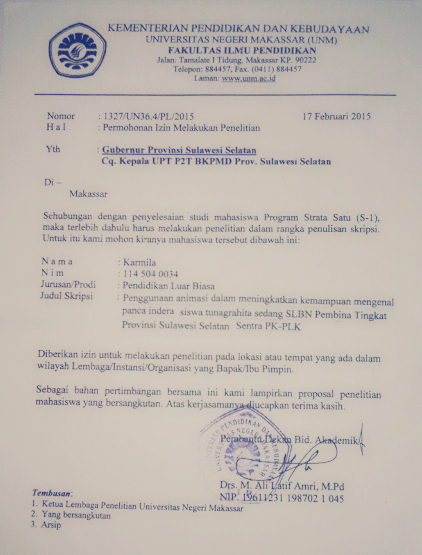 KEMENTERIAN PENDIDIKAN DAN KEBUDAYAAN
UNIVERSITAS NEGERI MAKASSAR (UNM)
FAKULTAS ILMU PENDIDIKAN
Jalan: Tamalate I Tidung, Makassar KP. 90222
Telepon: 884457, Fax. (0411) 884457
Laman: www.unm.ac.id
Nomor : 1327/UN36.4/PL/2015 17 Februari 2015
H a l : Permohonan Izin Melakukan Penelitian
Yth : Gubernur Provinsi Sulawesi Selatan
Cq. Kepala UPT P2T BKPMD Prov. Sulawesi Selatan
Di –
Makassar
Sehubungan dengan penyelesaian studi mahasiswa Program Strata Satu (S-1),
maka terlebih dahulu harus melakukan penelitian dalam rangka penulisan skripsi.
Untuk itu kami mohon kiranya mahasiswa tersebut dibawah ini:
N a m a : Karmila
N i m : 114 504 0034
Jurusan/Prodi : Pendidikan Luar Biasa
Judul Skripsi : Penggunaan animasi dalam meningkatkan kemampuan mengenal
panca indera siswa tunagrahita sedang SLBN Pembina Tingkat
Provinsi Sulawesi Selatan Sentra PK-PLK
Diberikan izin untuk melakukan penelitian pada lokasi atau tempat yang ada dalam
wilayah Lembaga/Instansi/Organisasi yang Bapak/Ibu Pimpin.
Sebagai bahan pertimbangan bersama ini kami lampirkan proposal penelitian
mahasiswa yang bersangkutan. Atas kerjasamanya diucapkan terima kasih.
Pembantu Dekan Bid. Akademik
Drs. M. Ali Latif Amri, M.Pd
NIP. 19611231 198702 1 045
Tembusan:
1. Ketua Lembaga Penelitian Universitas Negeri Makassar
2. Yang bersangkutan
3. Arsip